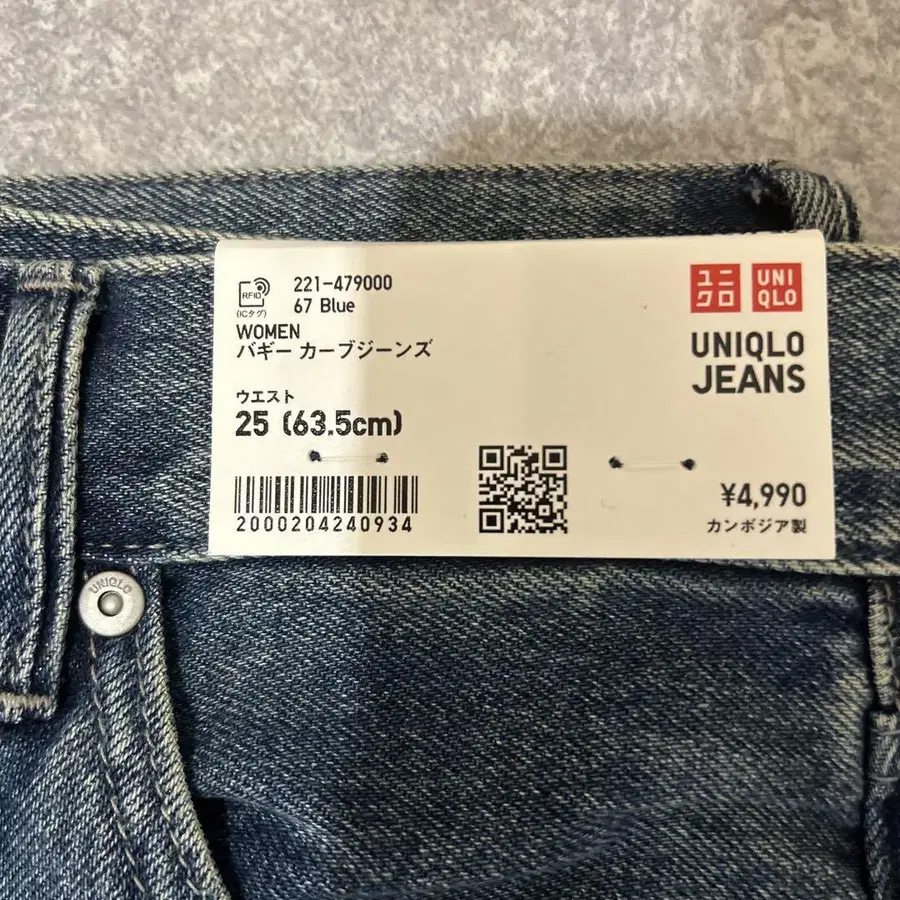 RFID
(ICタグ)
221-479000
67 Blue
WOMEN
バギー カーブジーンズ
ウエスト
25 (63.5cm)
2000204240934
ユニ
クロ
UNI
QLO
UNIQLO
JEANS
¥4,990
カンボジア製
UNIQLO